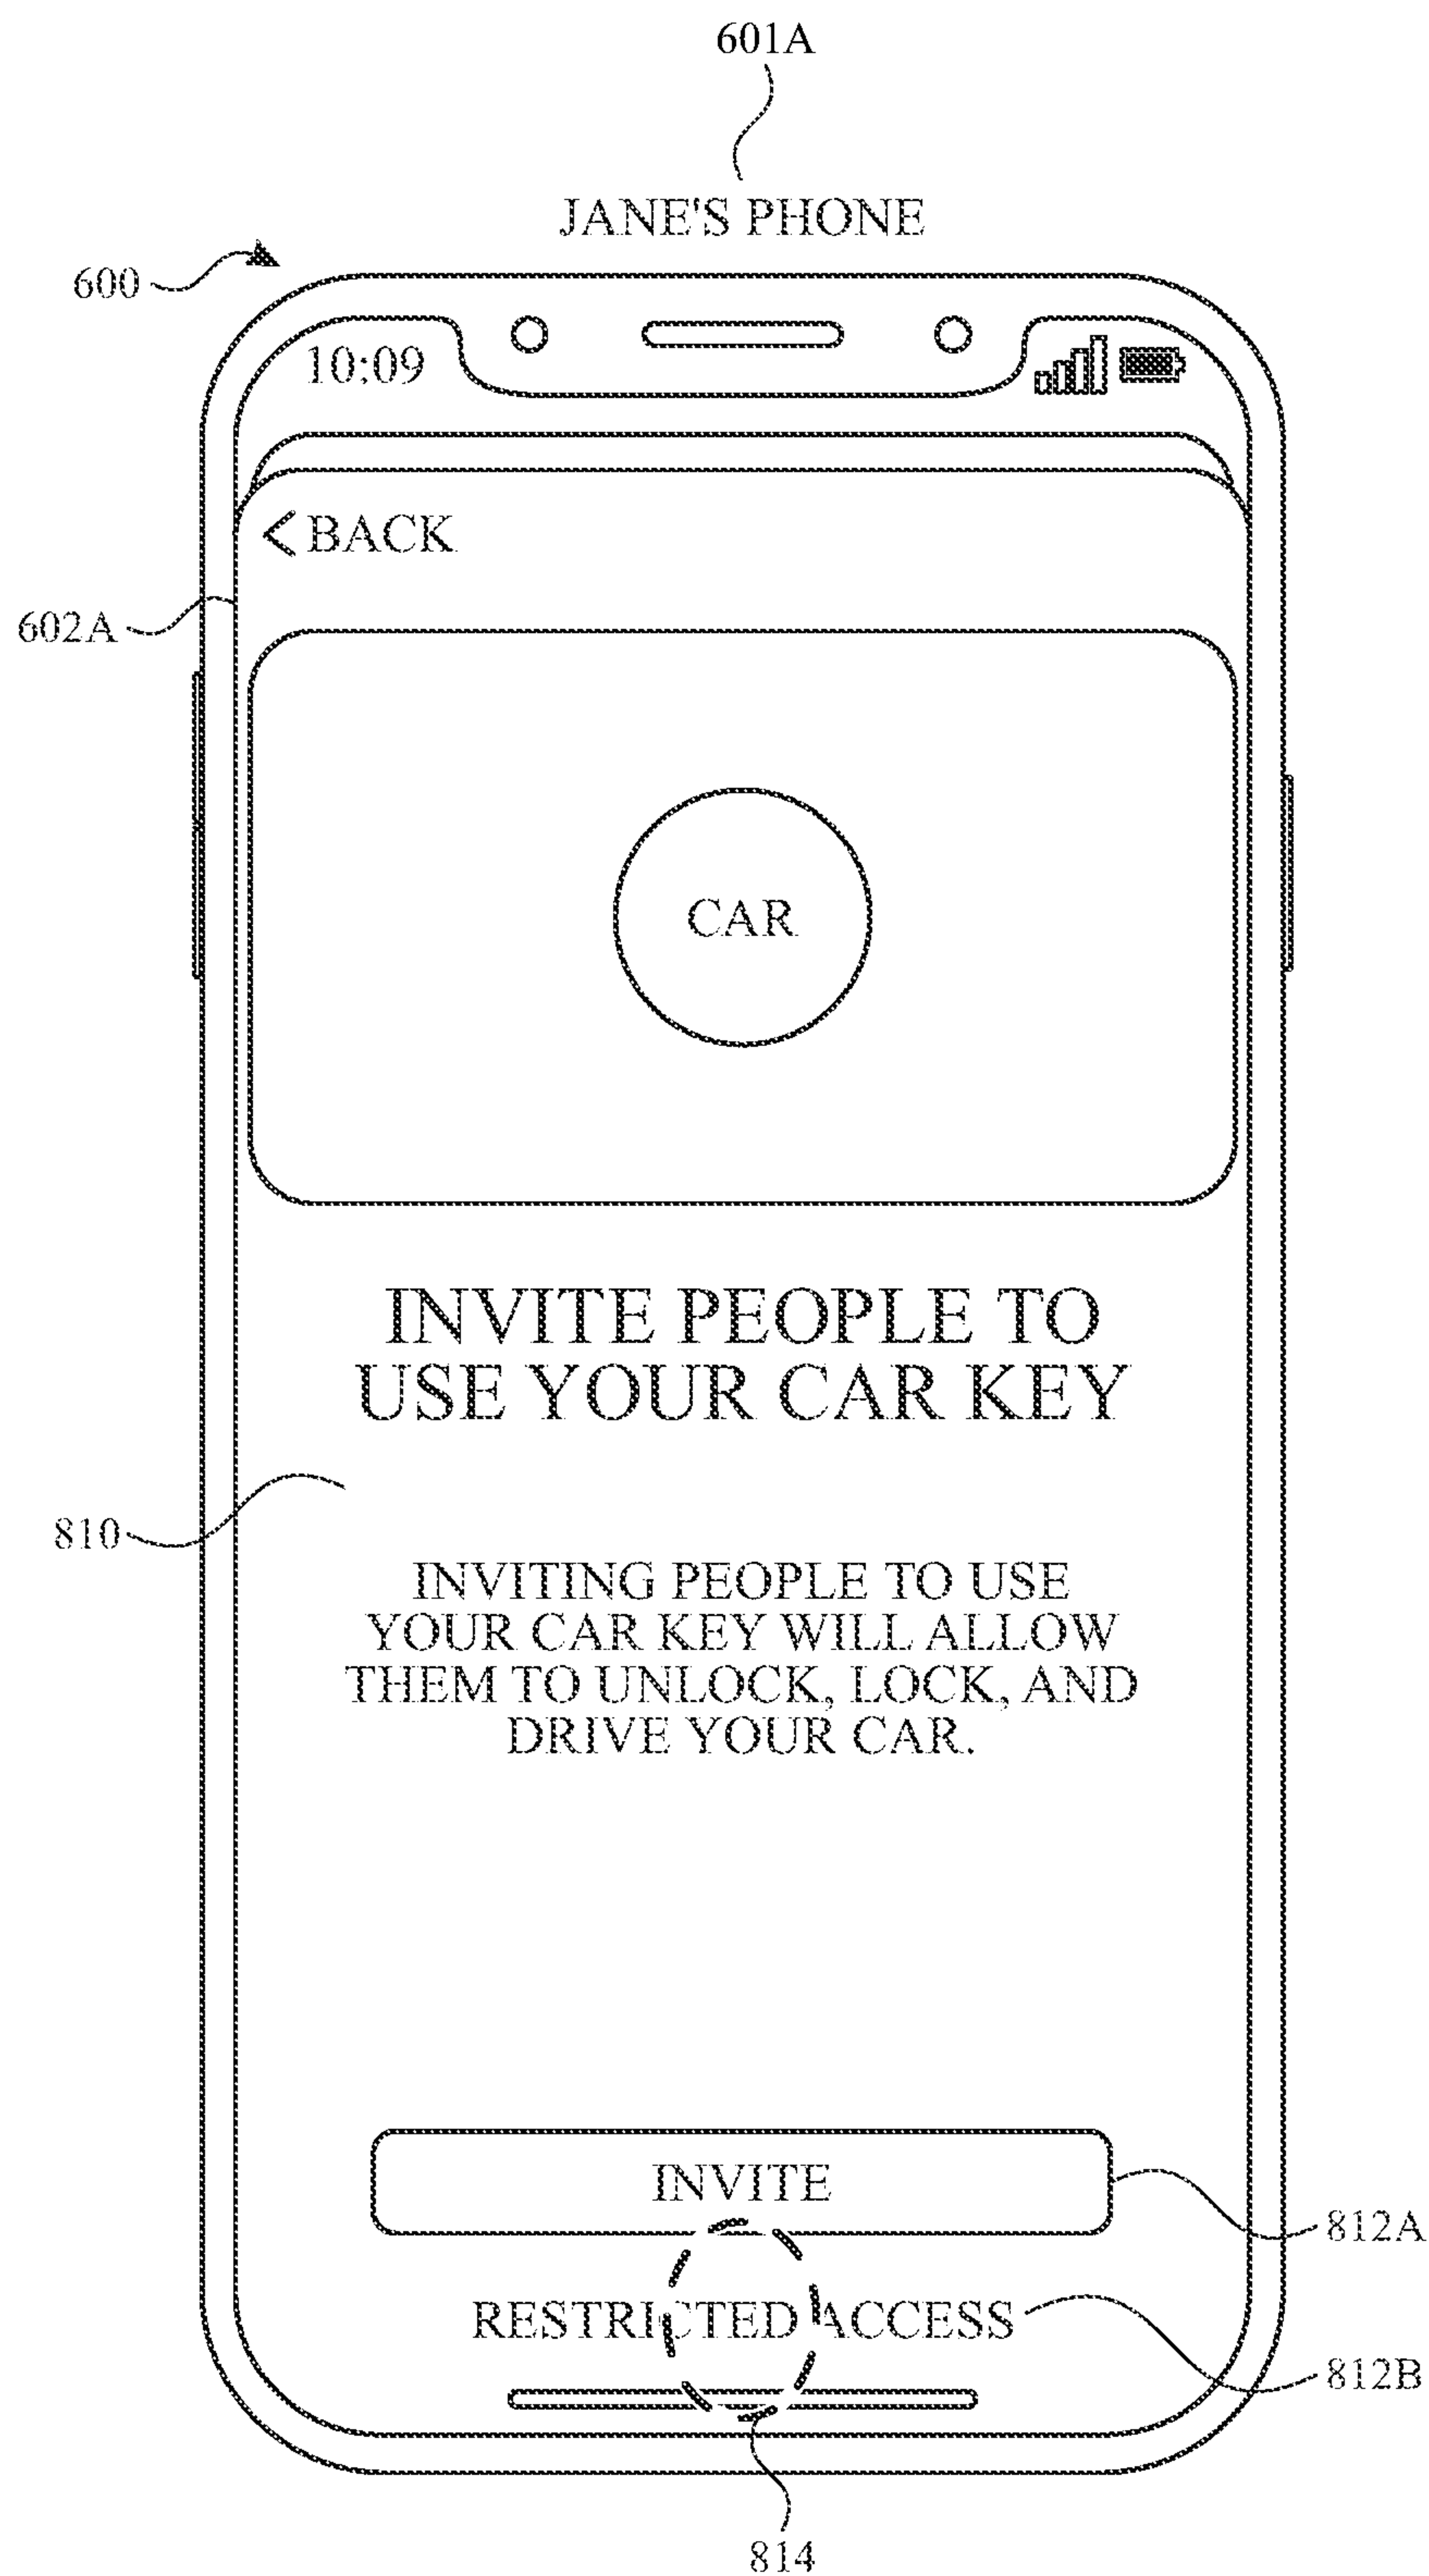 601A
JANE'S PHONE
600
10:09
< BACK
602A
CAR
INVITE PEOPLE TO
USE YOUR CAR KEY
810
INVITING PEOPLE TO USE
YOUR CAR KEY WILL ALLOW
THEM TO UNLOCK, LOCK, AND
DRIVE YOUR CAR.
INVITE
812A
RESTRICTED ACCESS
812B
814